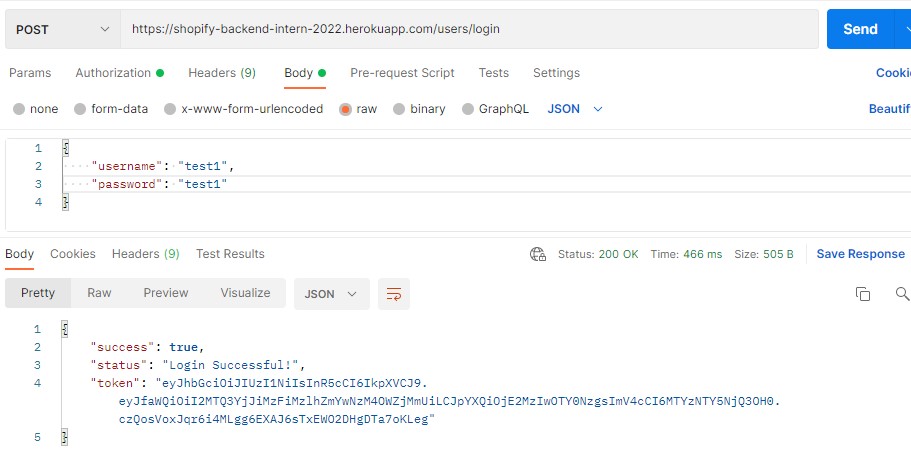 POST https://shopify-backend-intern-2022.herokuapp.com/users/login Send
Params Authorization Headers (9) Body Pre-request Script Tests Settings Cooki
none form-data x-www-form-urlencoded raw binary GraphQL JSON Beautif
1 {
2 "username": "test1",
3 "password": "test1"
4 }
Body Cookies Headers (9) Test Results Status: 200 OK Time: 466 ms Size: 505 B Save Response
Pretty Raw Preview Visualize JSON
1 {
2 "success": true,
3 "status": "Login Successful!",
4 "token": "eyJhbGciOiJIUzI1NiIsInR5cCI6IkpXVCJ9.
eyJfaWQiOiI2MTQ3YjJiMzFiMzlhZmYwNzM4OWZjMmUiLCJpYXQiOjE2MzIwOTY0NzgsImV4cCI6MTYzNTY5NjQ3OH0.
czQosVoxJqr6i4MLgg6EXAJ6sTxEWO2DHgDTa7oKLeg"
5 }